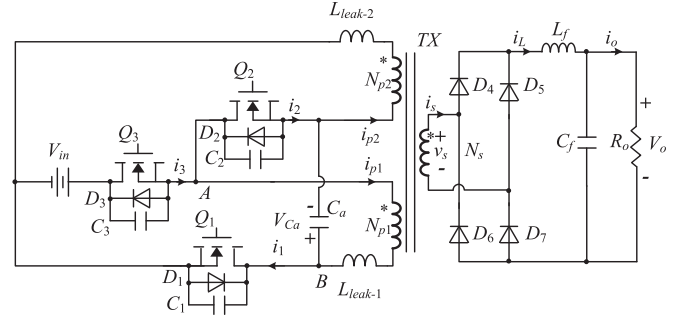 L_leak-2
TX
Q_2
*
N_p2
i_L
L_f
i_o
D_4
D_5
Q_3
i_2
i_p2
i_s
D_2
C_2
*+
v_s
-
N_s
C_f
R_o
+
V_o
-
V_in
i_3
i_p1
A
D_3
C_3
-
C_a
V_Ca
+
*
N_p1
Q_1
i_1
D_6
D_7
D_1
C_1
B
L_leak-1